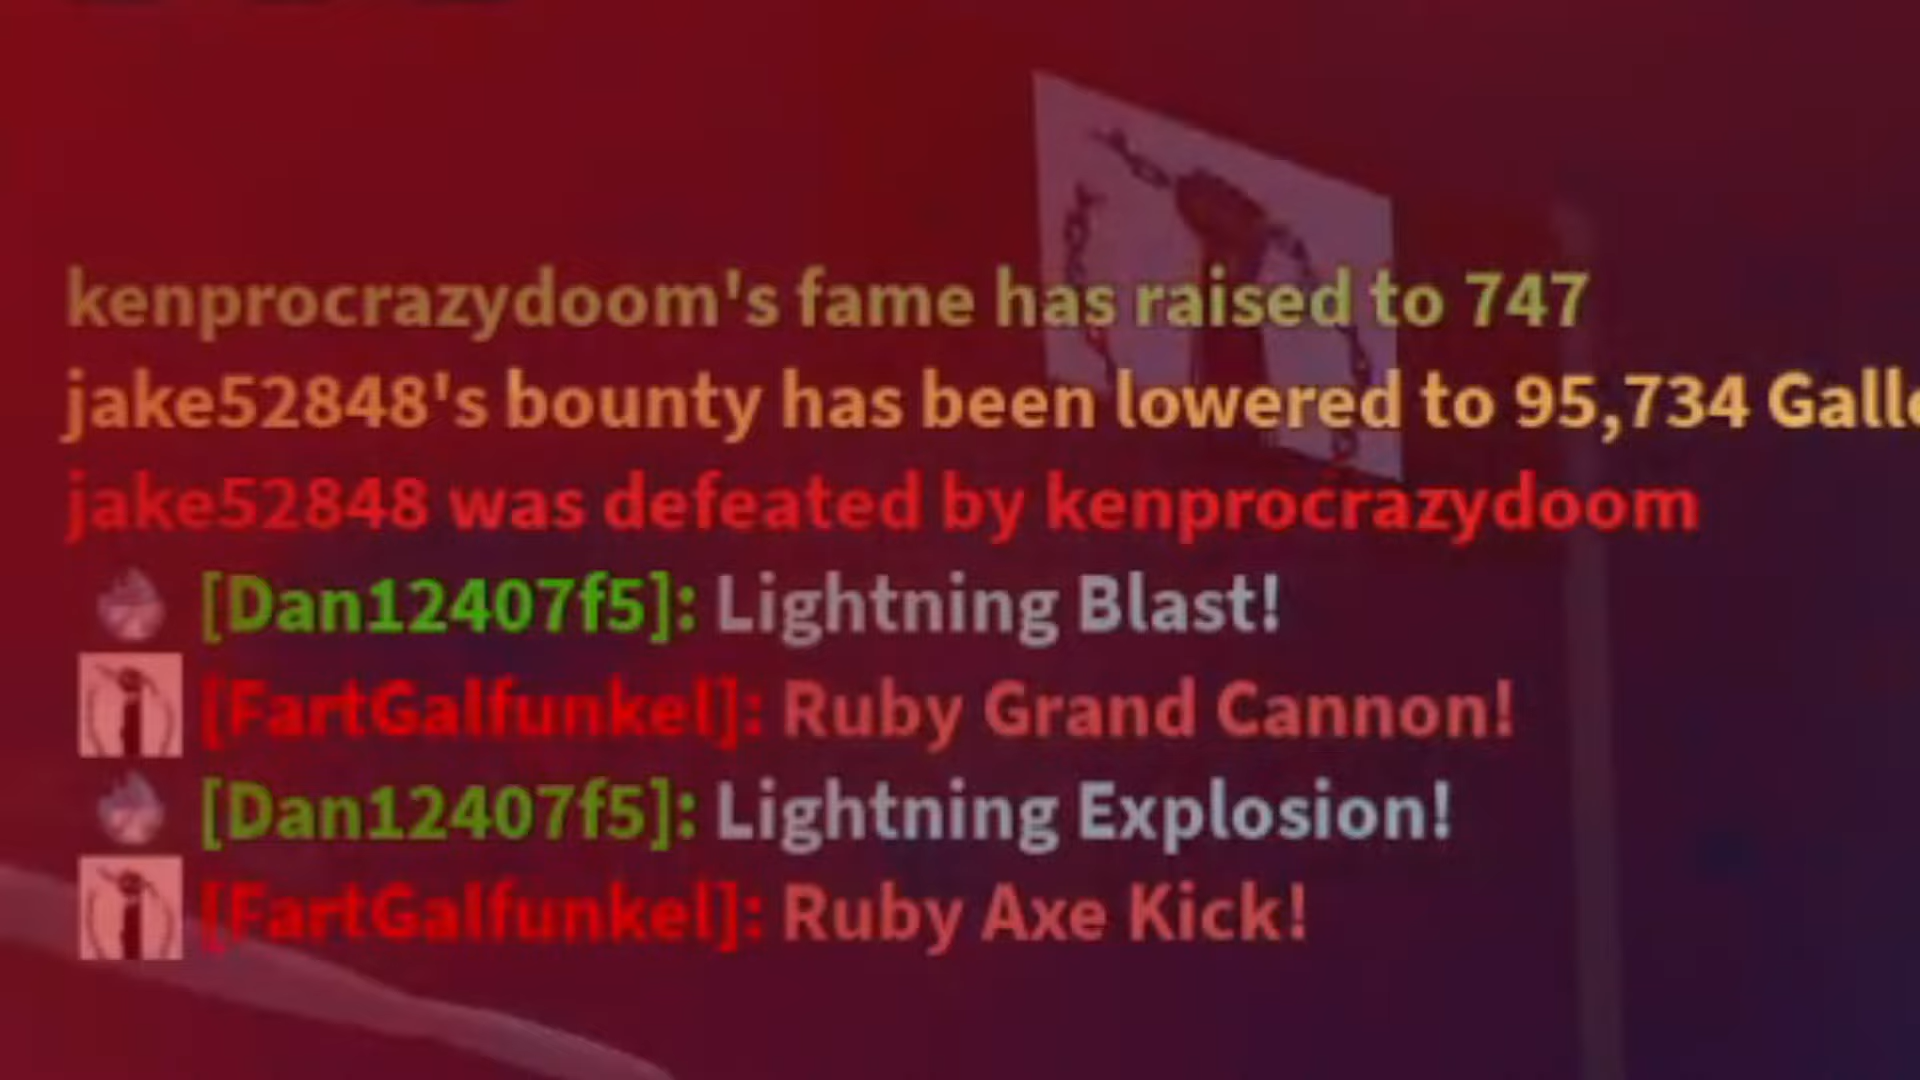 kenprocrazydoom's fame has raised to 747
jake52848's bounty has been lowered to 95,734
jake52848 was defeated by kenprocrazydoom
[Dan12407f5]: Lightning Blast!
[FartGalfunkel]: Ruby Grand Cannon!
[Dan12407f5]: Lightning Explosion!
[FartGalfunkel]: Ruby Axe Kick!